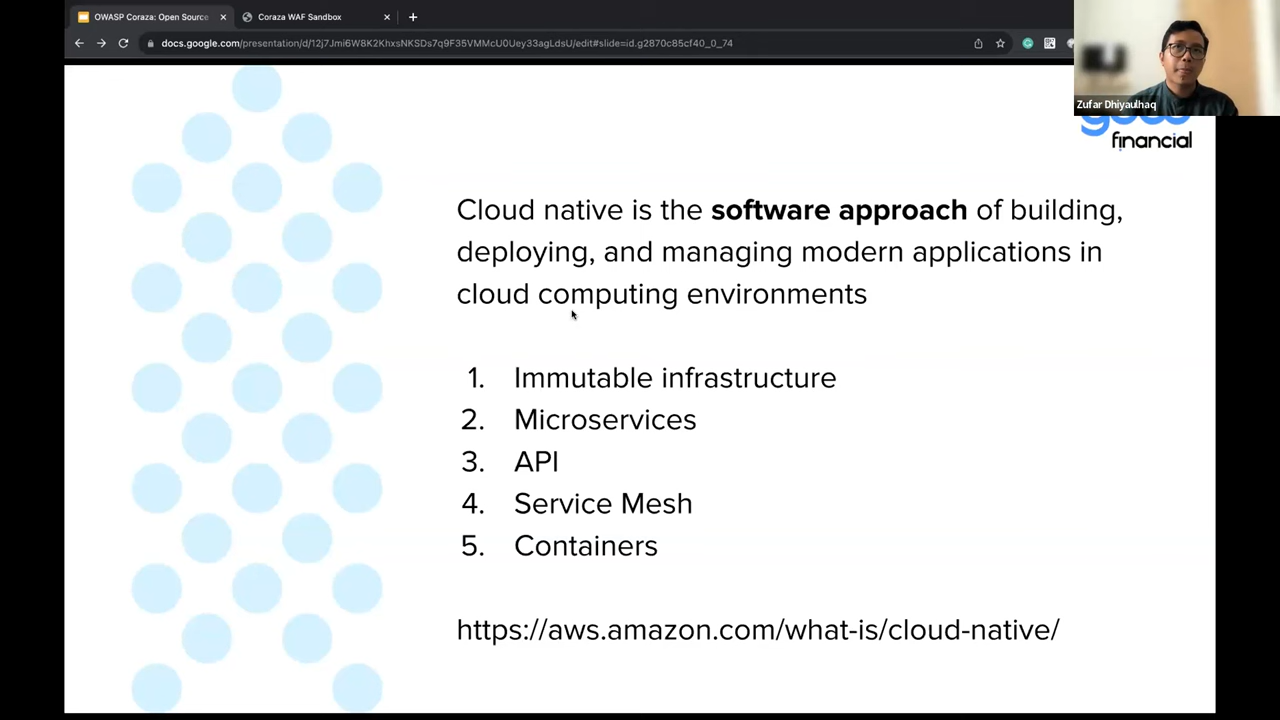 OWASP Coraza: Open Source
Coraza WAF Sandbox
docs.google.com/presentation/d/12j7Jmi6W8K2KhxsNKSDs7q9F35VMMcU0Uey33agLdsU/edit#slide=id.g2870c85cf40_0_74
Zufar Dhiyaulhaq
financial
Cloud native is the software approach of building,
deploying, and managing modern applications in
cloud computing environments
1. Immutable infrastructure
2. Microservices
3. API
4. Service Mesh
5. Containers
https://aws.amazon.com/what-is/cloud-native/